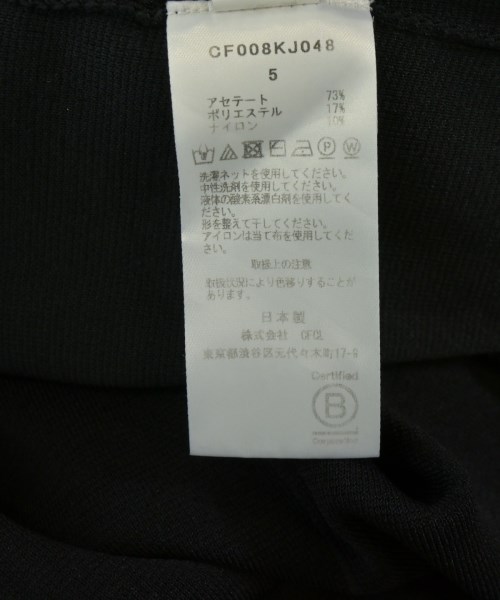 CF008KJ048
5
アセテート 73%
ポリエステル 17%
ナイロン 10%
P W
洗濯ネットを使用してください。
中性洗剤を使用してください。
液体の酸素系漂白剤を使用してく
ださい。
形を整えて干してください。
アイロンは当て布を使用してくだ
さい。
取扱上の注意
取扱状況により色移りすることが
あります。
日本製
株式会社 CFCL
東京都渋谷区元代々木町17-9
Certified
B
Corporation